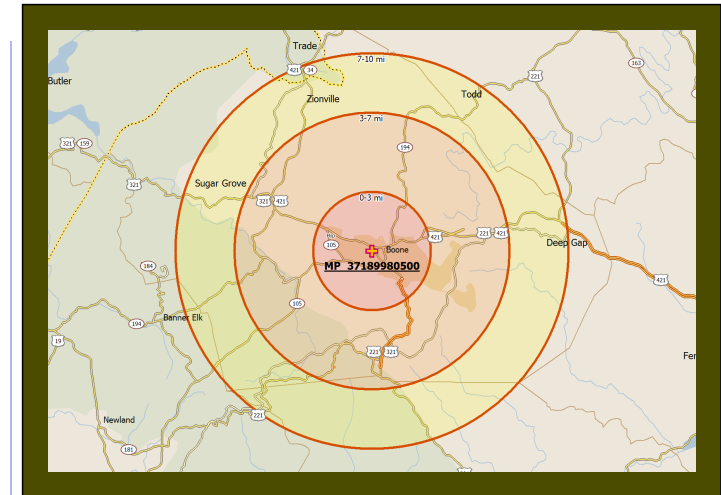 Trade
7-10 mi
421
34
221
163
Butler
Zionville
Todd
3-7 mi
321
159
194
321
Sugar Grove
0-3 mi
321
421
221
421
421
105
Boone
Deep Gap
MP_37189980500
184
421
105
Banner Elk
194
19
221
321
Fer
221
Newland
181